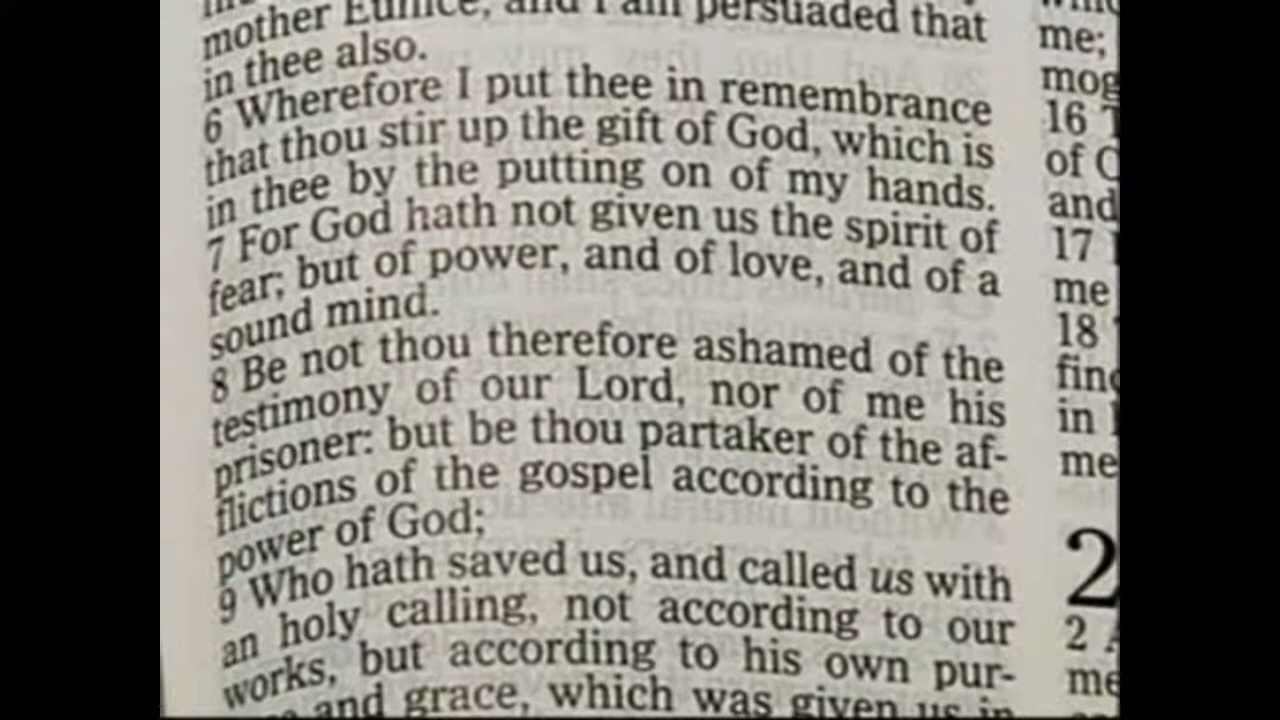 mother Eunice, and I am persuaded that
in thee also.
6 Wherefore I put thee in remembrance
that thou stir up the gift of God, which is
in thee by the putting on of my hands.
7 For God hath not given us the spirit of
fear; but of power, and of love, and of a
sound mind.
8 Be not thou therefore ashamed of the
testimony of our Lord, nor of me his
prisoner: but be thou partaker of the af-
flictions of the gospel according to the
power of God;
9 Who hath saved us, and called us with
an holy calling, not according to our
works, but according to his own pur-
and grace, which was given us in
me;
mog
16
of C
and
17
me
18
find
in
me
2
2
me